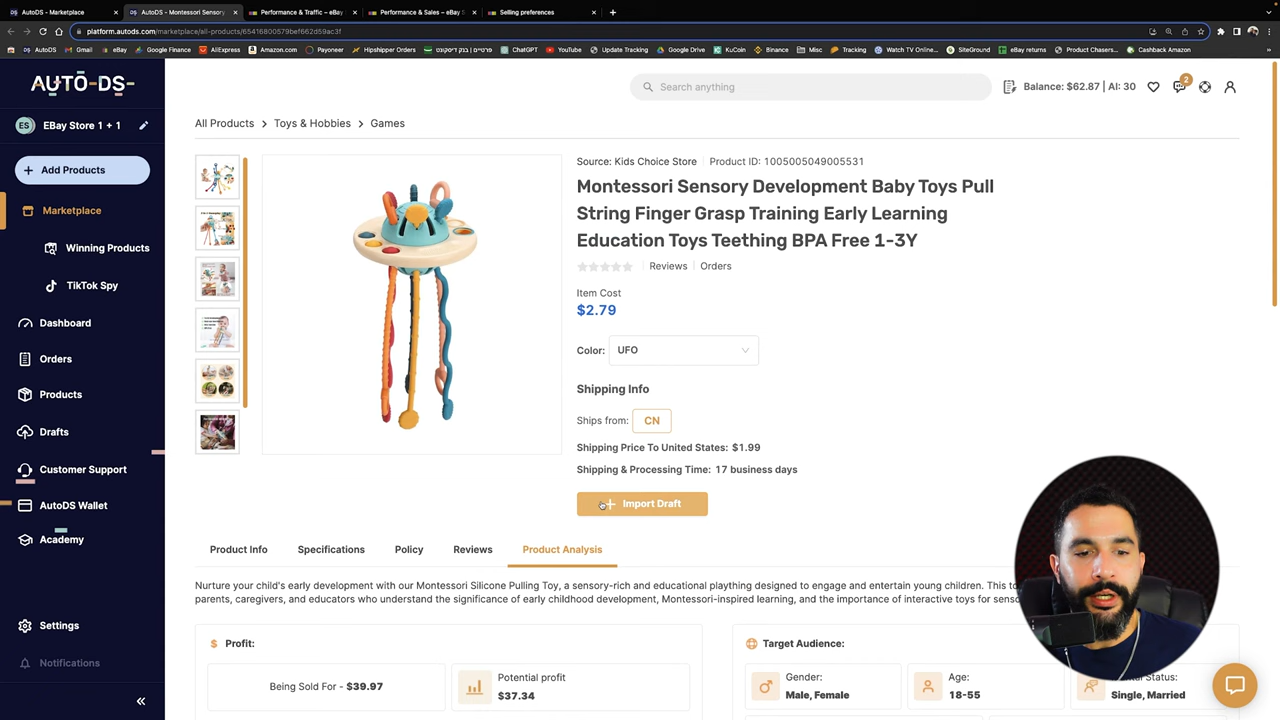 AutoDS - Marketplace
AutoDS - Montessori Sensory
Performance & Traffic – eBay
Performance & Sales – eBay S
Selling preferences
platform.autods.com/marketplace/all-products/65416800579bef662d59ac3f
AutoDS
Gmail
eBay
Google Finance
AliExpress
Amazon.com
Payoneer
Hipshipper Orders
ChatGPT
YouTube
Update Tracking
Google Drive
KuCoin
Binance
Misc
Tracking
Watch TV Online...
SiteGround
eBay returns
Product Chasers...
Cashback Amazon
AUTO-DS
Search anything
Balance: $62.87 | AI: 30
2
ES
EBay Store 1 + 1
All Products > Toys & Hobbies > Games
Add Products
Marketplace
Winning Products
TikTok Spy
Dashboard
Orders
Products
Drafts
Customer Support
AutoDS Wallet
Academy
Settings
Notifications
Source: Kids Choice Store
Product ID: 1005005049005531
Montessori Sensory Development Baby Toys Pull
String Finger Grasp Training Early Learning
Education Toys Teething BPA Free 1-3Y
Reviews
Orders
Item Cost
$2.79
Color:
UFO
Shipping Info
Ships from:
CN
Shipping Price To United States: $1.99
Shipping & Processing Time: 17 business days
Import Draft
Product Info
Specifications
Policy
Reviews
Product Analysis
Nurture your child's early development with our Montessori Silicone Pulling Toy, a sensory-rich and educational plaything designed to engage and entertain young children. This to
parents, caregivers, and educators who understand the significance of early childhood development, Montessori-inspired learning, and the importance of interactive toys for senso
Profit:
Being Sold For - $39.97
Potential profit
$37.34
Target Audience:
Gender:
Male, Female
Age:
18-55
Status:
Single, Married